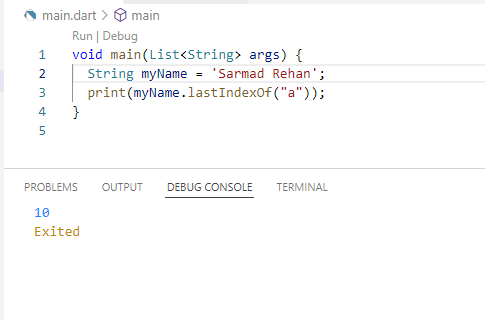 main.dart > main
Run | Debug
1 void main(List<String> args) {
2   String myName = 'Sarmad Rehan';
3   print(myName.lastIndexOf("a"));
4 }
5
PROBLEMS OUTPUT DEBUG CONSOLE TERMINAL
10
Exited